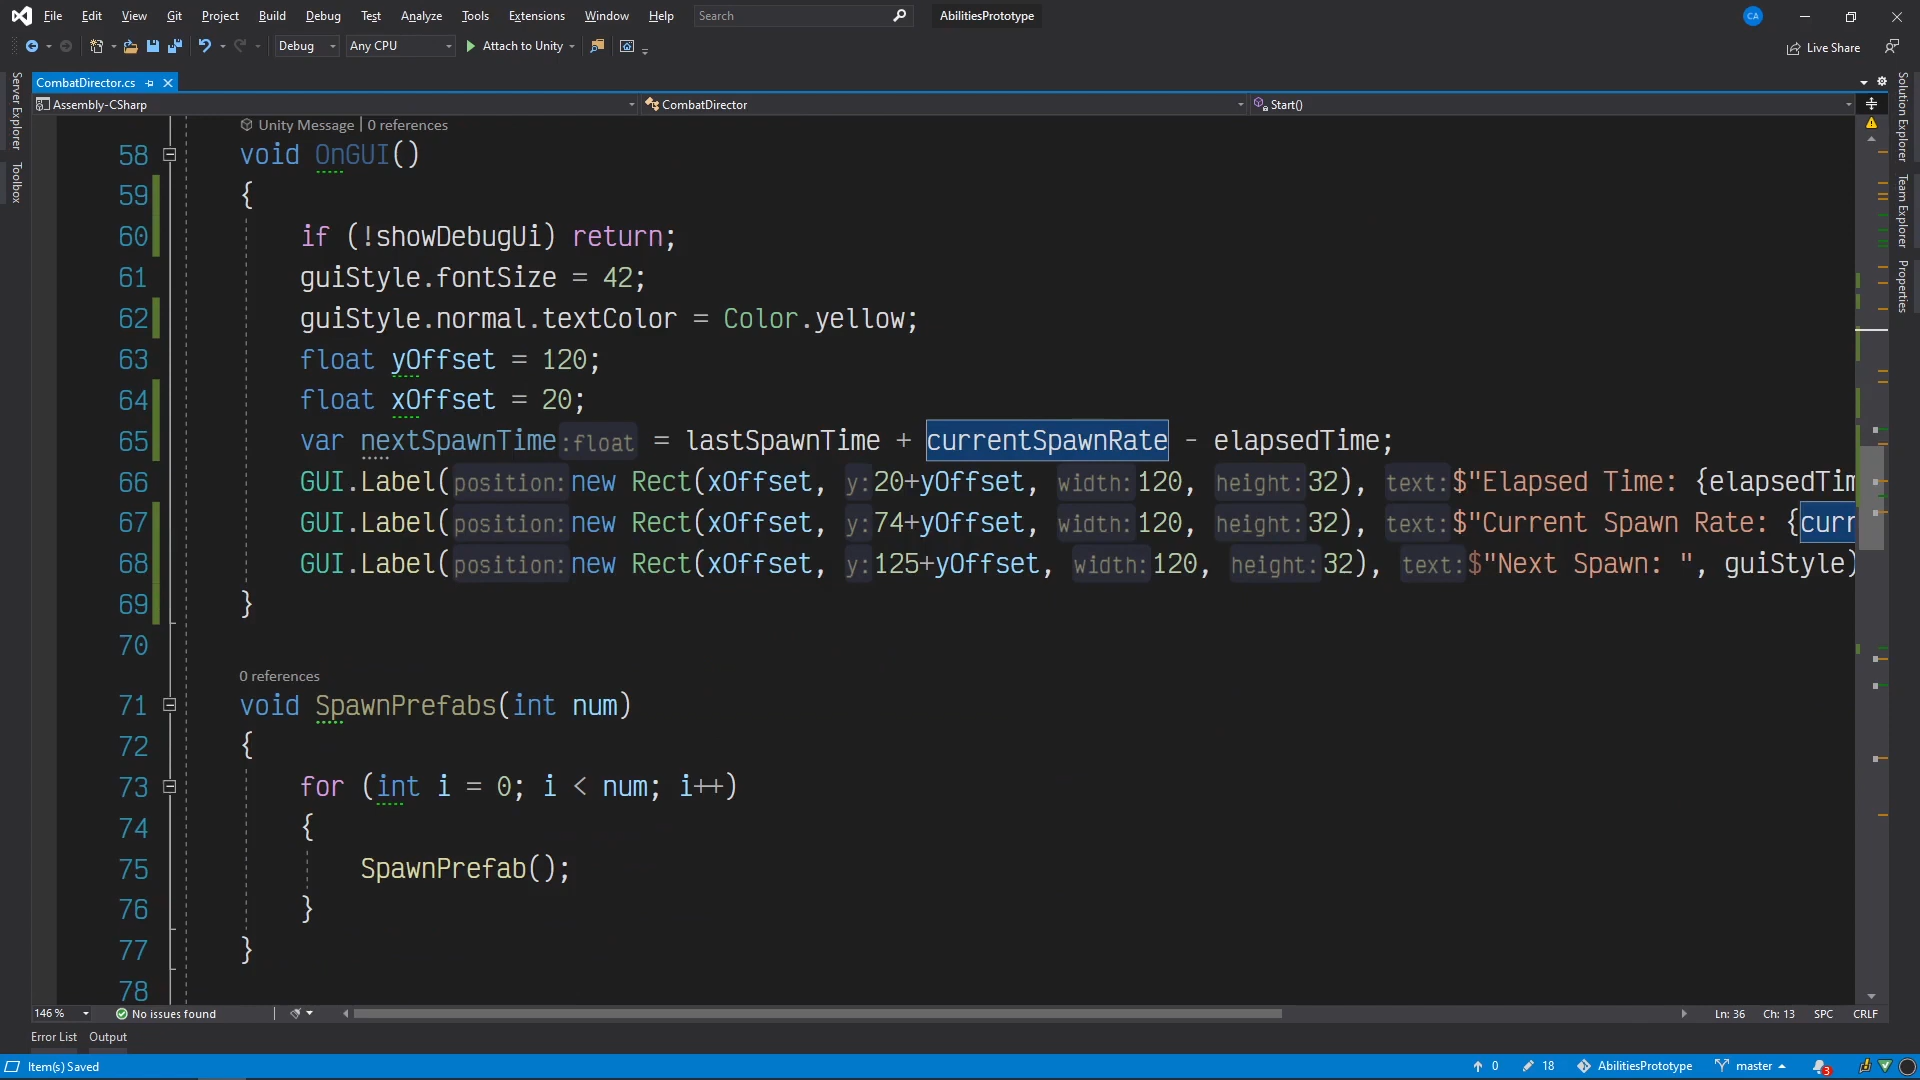 File Edit View Git Project Build Debug Test Analyze Tools Extensions Window Help Search AbilitiesPrototype CA
Debug Any CPU Attach to Unity Live Share
CombatDirector.cs
Assembly-CSharp CombatDirector Start()
Server Explorer
Toolbox
Solution Explorer
Team Explorer
Properties
Unity Message | 0 references
58 void OnGUI()
59 {
60 if (!showDebugUi) return;
61 guiStyle.fontSize = 42;
62 guiStyle.normal.textColor = Color.yellow;
63 float yOffset = 120;
64 float xOffset = 20;
65 var nextSpawnTime :float = lastSpawnTime + currentSpawnRate - elapsedTime;
66 GUI.Label( position: new Rect(xOffset, y: 20+yOffset, width: 120, height: 32), text: $"Elapsed Time: {elapsedTim
67 GUI.Label( position: new Rect(xOffset, y: 74+yOffset, width: 120, height: 32), text: $"Current Spawn Rate: {curr
68 GUI.Label( position: new Rect(xOffset, y: 125+yOffset, width: 120, height: 32), text: $"Next Spawn: ", guiStyle)
69 }
70
0 references
71 void SpawnPrefabs(int num)
72 {
73 for (int i = 0; i < num; i++)
74 {
75 SpawnPrefab();
76 }
77 }
78
146 % No issues found Ln: 36 Ch: 13 SPC CRLF
Error List Output
Item(s) Saved 0 18 AbilitiesPrototype master 3